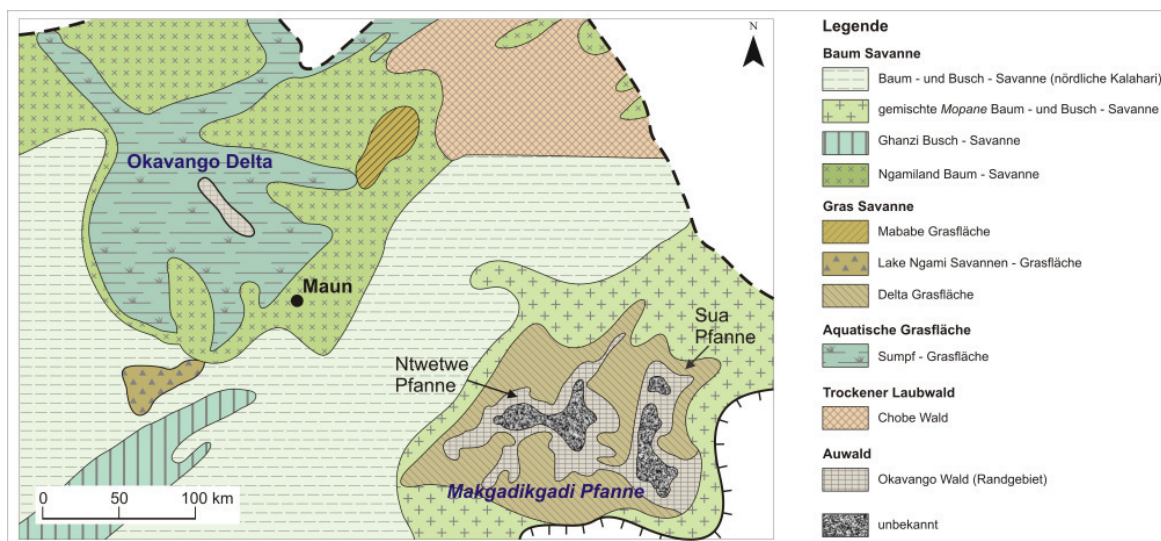 N
Okavango Delta
Maun
Sua
Pfanne
Ntwetwe
Pfanne
Makgadikgadi Pfanne
0 50 100 km
Legende
Baum Savanne
Baum - und Busch - Savanne (nördliche Kalahari)
gemischte Mopane Baum - und Busch - Savanne
Ghanzi Busch - Savanne
Ngamiland Baum - Savanne
Gras Savanne
Mababe Grasfläche
Lake Ngami Savannen - Grasfläche
Delta Grasfläche
Aquatische Grasfläche
Sumpf - Grasfläche
Trockener Laubwald
Chobe Wald
Auwald
Okavango Wald (Randgebiet)
unbekannt